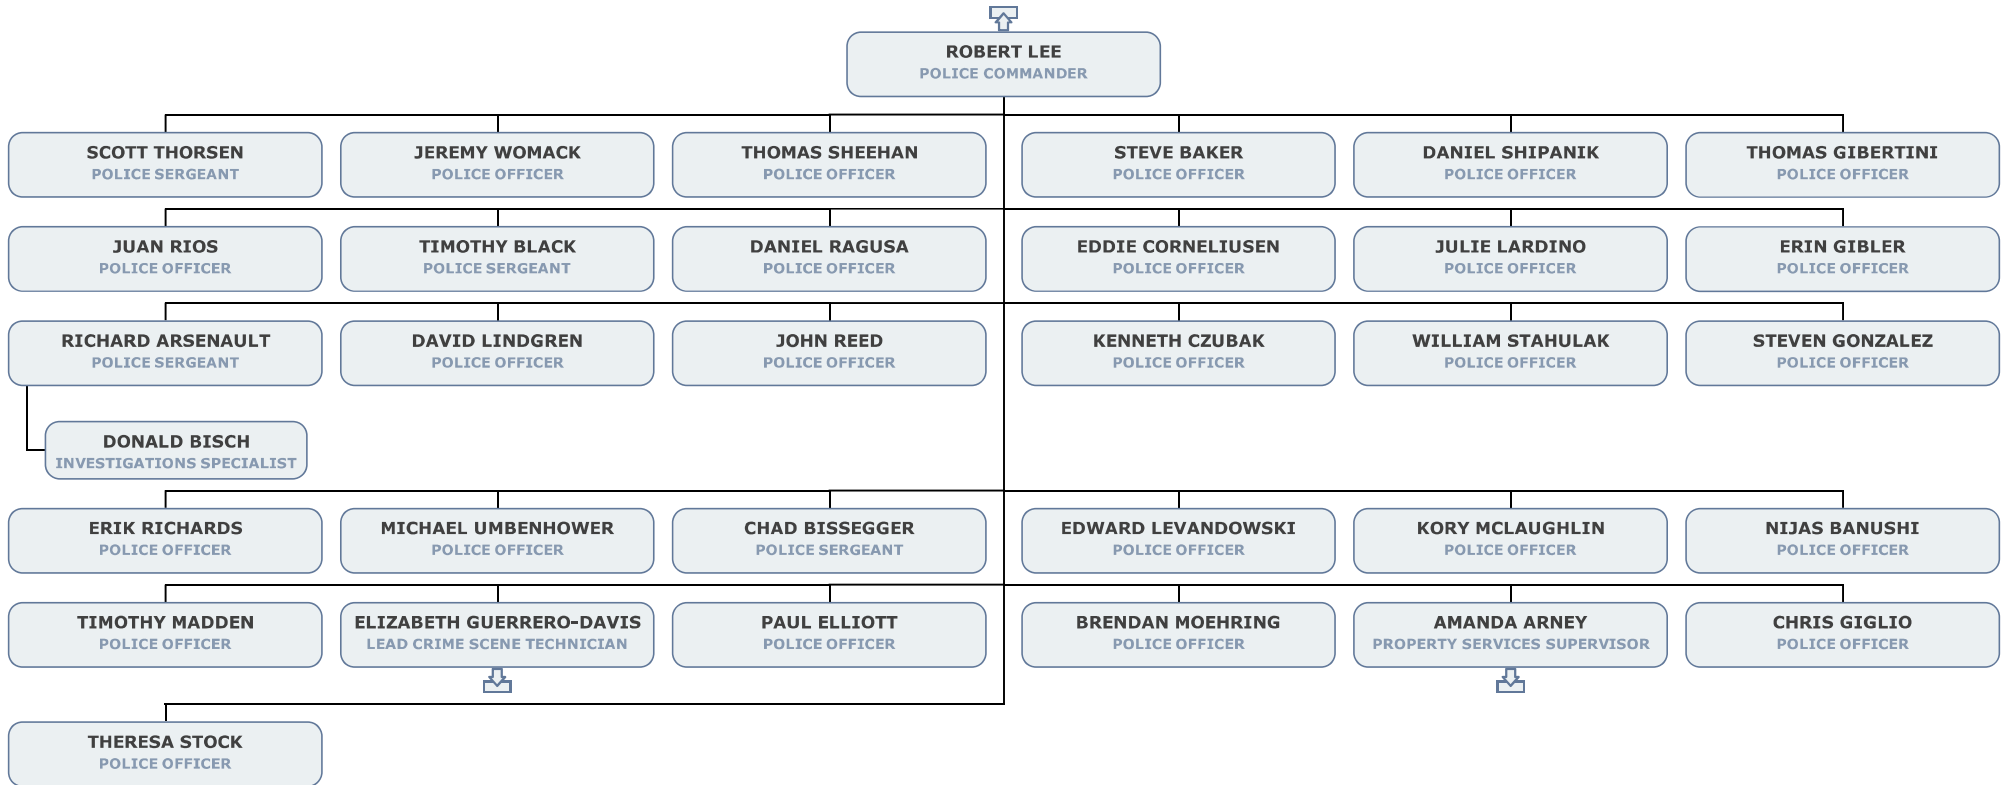 ROBERT LEE
POLICE COMMANDER
SCOTT THORSEN
POLICE SERGEANT
JEREMY WOMACK
POLICE OFFICER
THOMAS SHEEHAN
POLICE OFFICER
STEVE BAKER
POLICE OFFICER
DANIEL SHIPANIK
POLICE OFFICER
THOMAS GIBERTINI
POLICE OFFICER
JUAN RIOS
POLICE OFFICER
TIMOTHY BLACK
POLICE SERGEANT
DANIEL RAGUSA
POLICE OFFICER
EDDIE CORNELIUSEN
POLICE OFFICER
JULIE LARDINO
POLICE OFFICER
ERIN GIBLER
POLICE OFFICER
RICHARD ARSENAULT
POLICE SERGEANT
DAVID LINDGREN
POLICE OFFICER
JOHN REED
POLICE OFFICER
KENNETH CZUBAK
POLICE OFFICER
WILLIAM STAHULAK
POLICE OFFICER
STEVEN GONZALEZ
POLICE OFFICER
DONALD BISCH
INVESTIGATIONS SPECIALIST
ERIK RICHARDS
POLICE OFFICER
MICHAEL UMBENHOWER
POLICE OFFICER
CHAD BISSEGGER
POLICE SERGEANT
EDWARD LEVANDOWSKI
POLICE OFFICER
KORY MCLAUGHLIN
POLICE OFFICER
NIJAS BANUSHI
POLICE OFFICER
TIMOTHY MADDEN
POLICE OFFICER
ELIZABETH GUERRERO-DAVIS
LEAD CRIME SCENE TECHNICIAN
PAUL ELLIOTT
POLICE OFFICER
BRENDAN MOEHRING
POLICE OFFICER
AMANDA ARNEY
PROPERTY SERVICES SUPERVISOR
CHRIS GIGLIO
POLICE OFFICER
THERESA STOCK
POLICE OFFICER